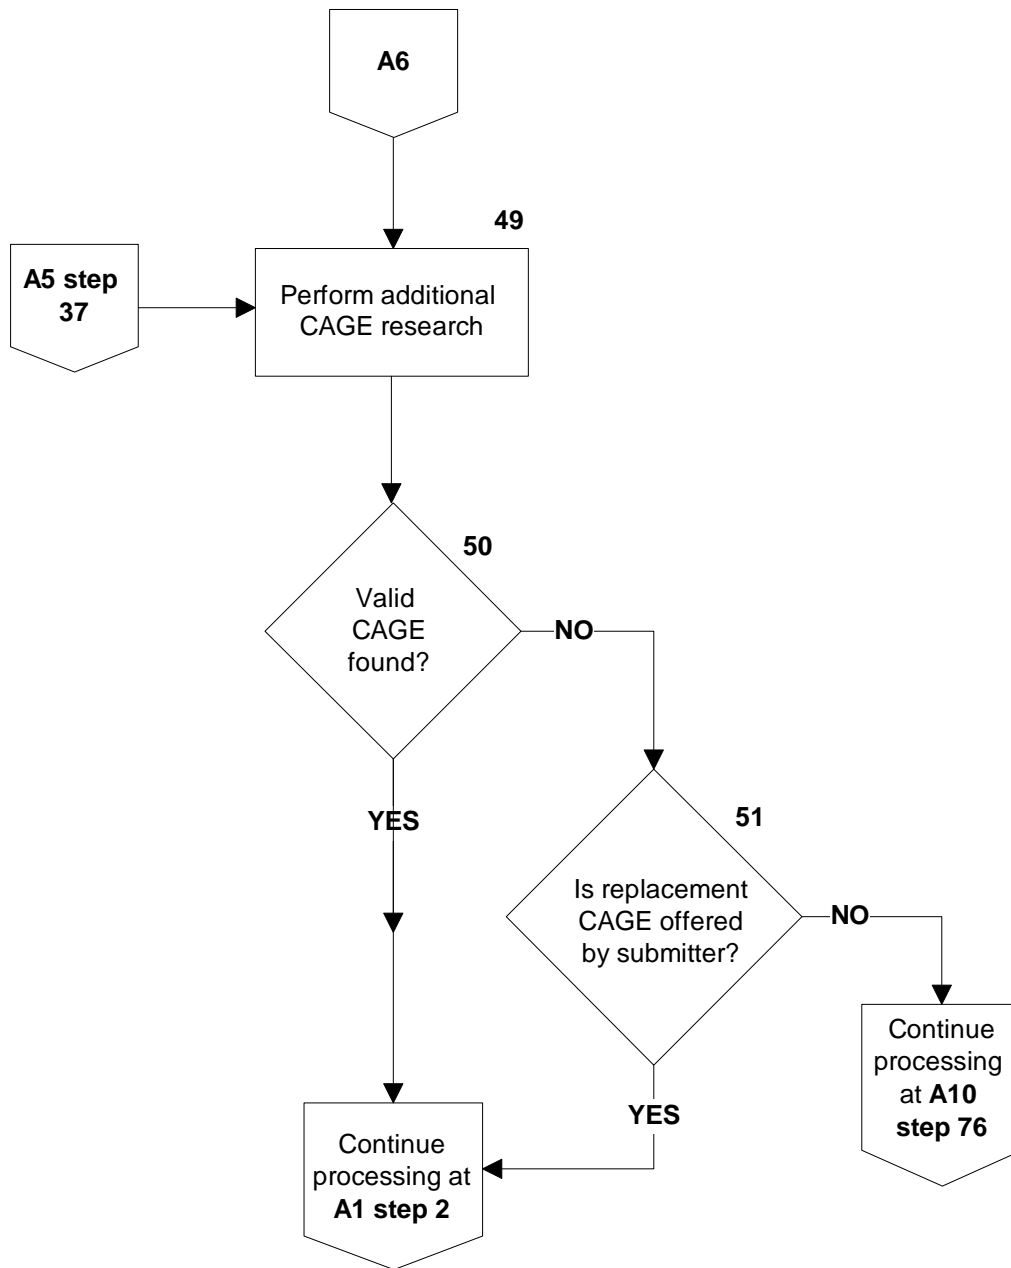 A6
49
A5 step
37
Perform additional
CAGE research
50
Valid
CAGE
found?
NO
YES
51
Is replacement
CAGE offered
by submitter?
NO
Continue
processing
at A10
step 76
YES
Continue
processing at
A1 step 2